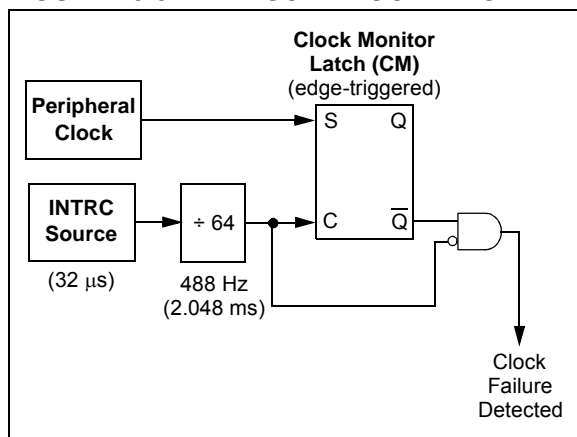 Clock Monitor
Latch (CM)
(edge-triggered)
Peripheral
Clock
S
Q
INTRC
Source
÷ 64
C
Q̅
(32 μs)
488 Hz
(2.048 ms)
Clock
Failure
Detected